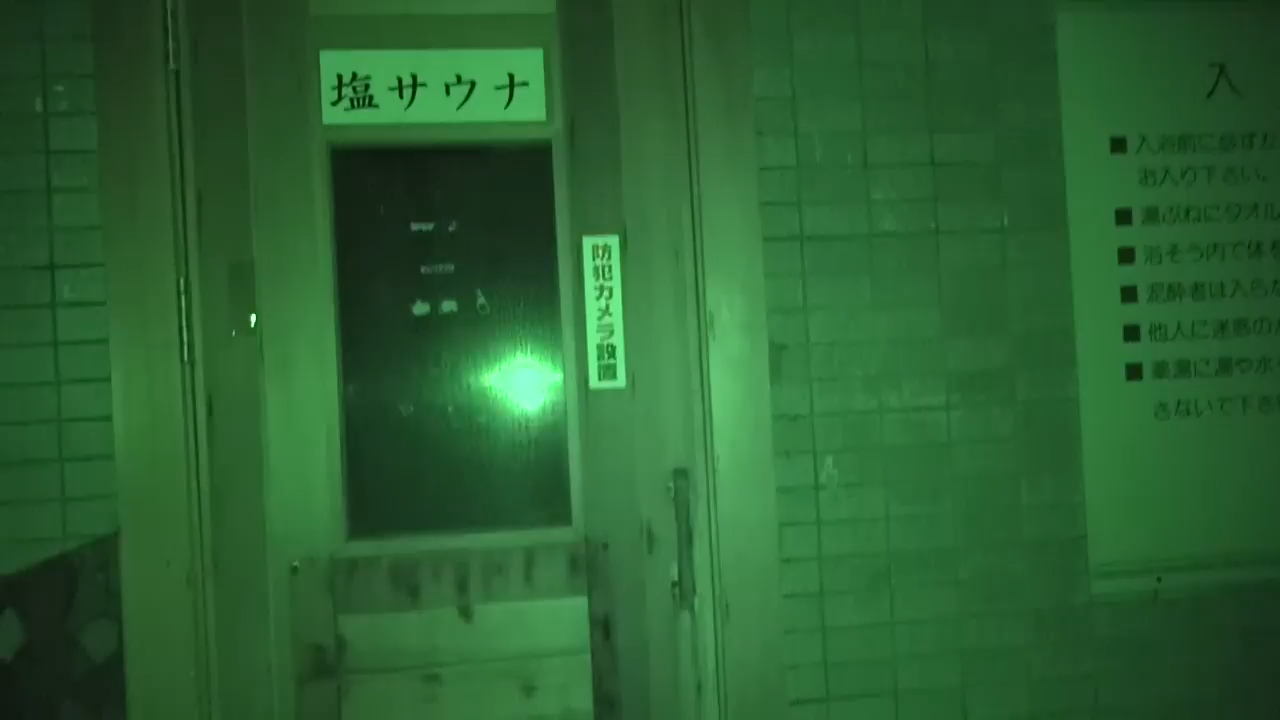 塩サウナ
防犯カメラ設置
入
■ 入浴前に必ずか
お入り下さい。
■ 湯ぶねにタオル
■ 浴そう内で体を
■ 泥酔者は入らな
■ 他人に迷惑の
■ 薬湯に湯や水
さないで下さ